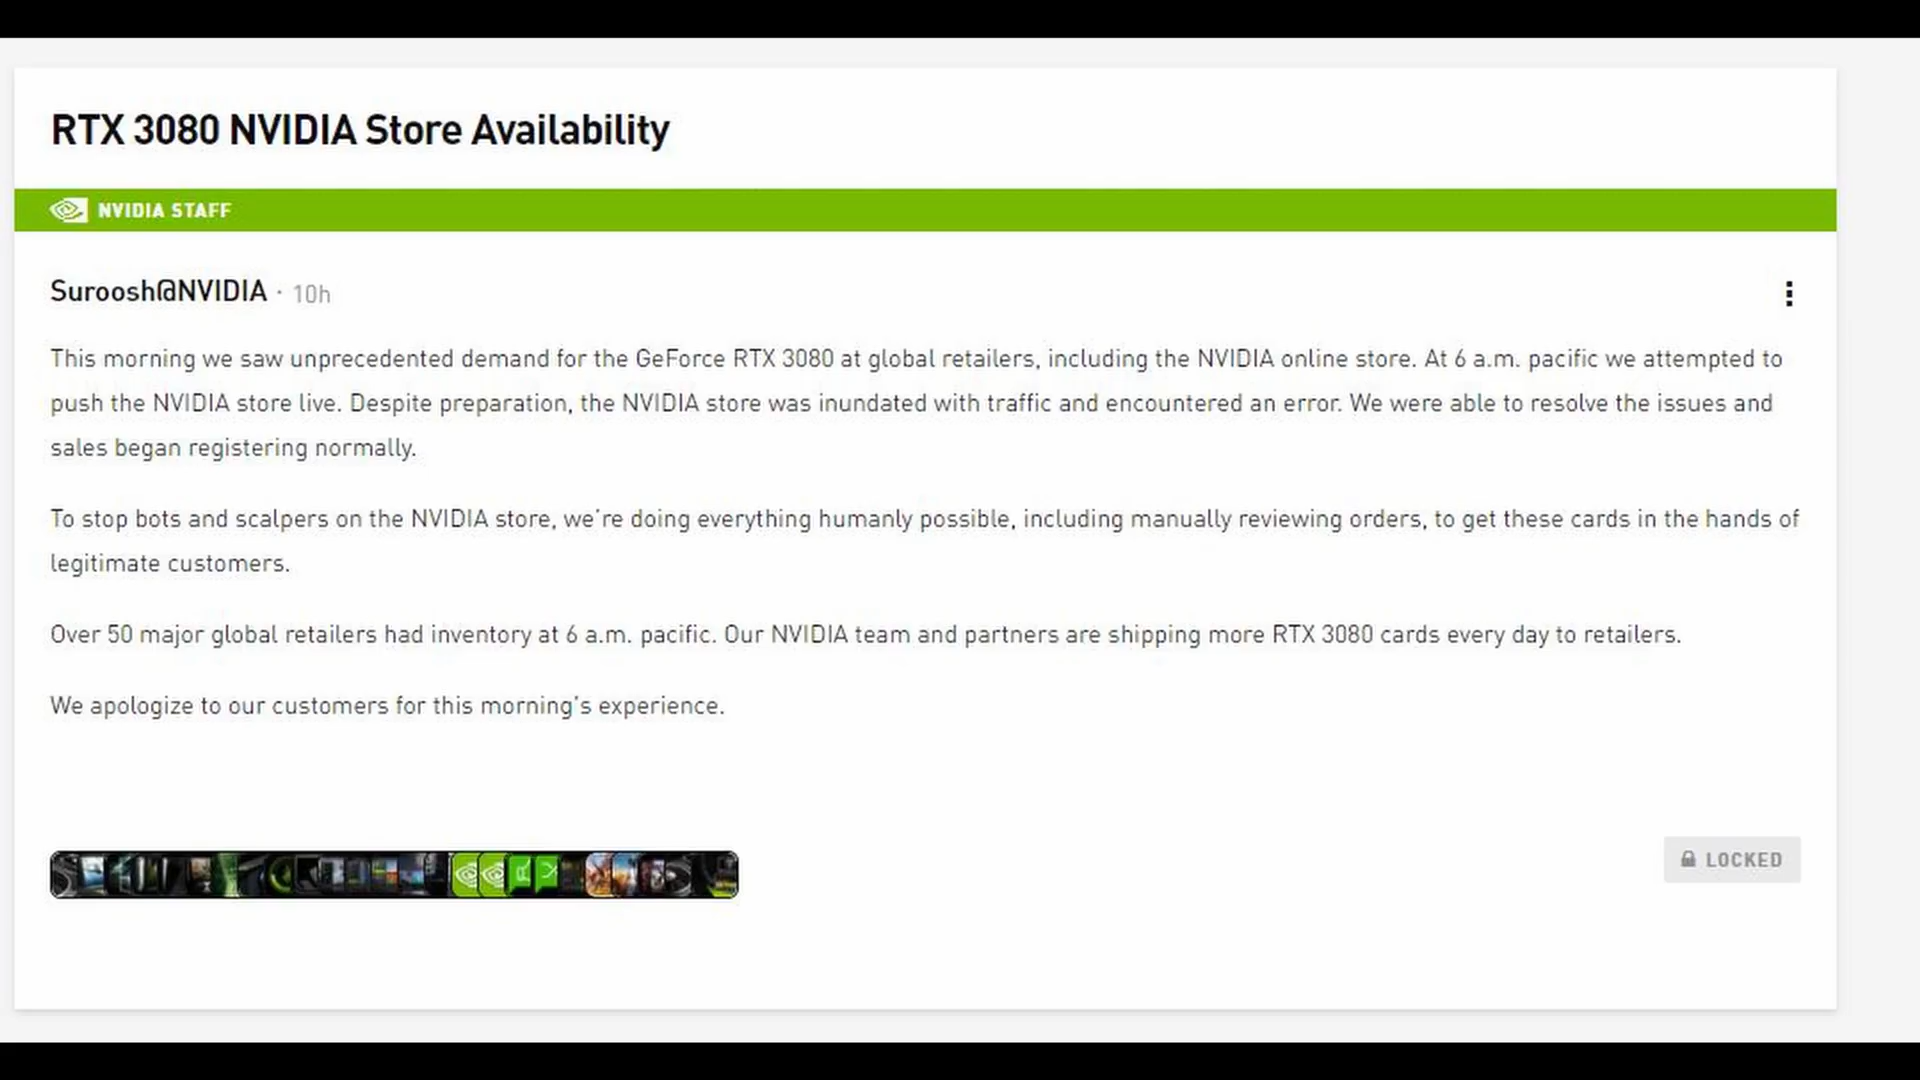 RTX 3080 NVIDIA Store Availability
NVIDIA STAFF
Suroosh@NVIDIA · 10h
This morning we saw unprecedented demand for the GeForce RTX 3080 at global retailers, including the NVIDIA online store. At 6 a.m. pacific we attempted to
push the NVIDIA store live. Despite preparation, the NVIDIA store was inundated with traffic and encountered an error. We were able to resolve the issues and
sales began registering normally.
To stop bots and scalpers on the NVIDIA store, we're doing everything humanly possible, including manually reviewing orders, to get these cards in the hands of
legitimate customers.
Over 50 major global retailers had inventory at 6 a.m. pacific. Our NVIDIA team and partners are shipping more RTX 3080 cards every day to retailers.
We apologize to our customers for this morning's experience.
LOCKED